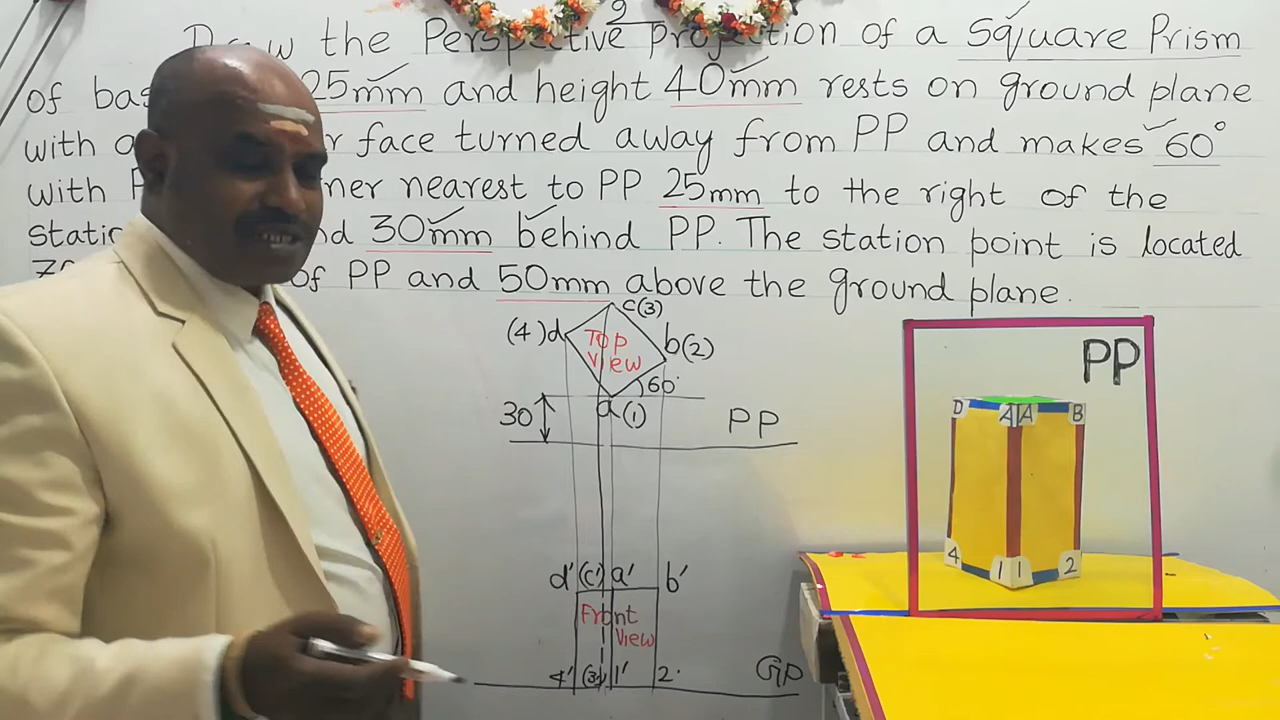 9
Draw the Perspective projection of a Square Prism
of bas 25mm and height 40mm rests on ground plane
with face turned away from PP and makes 60°
with nearest to PP 25mm to the right of the
30mm behind PP. The station point is located
of PP and 50mm above the ground plane.
c(3)
(4)d
Top
View
b(2)
60°
30
a(1)
PP
PP
D
A
A
B
4
1
1
2
d'
(c')
a'
b'
Front
View
4'
(3')
1'
2'
GP